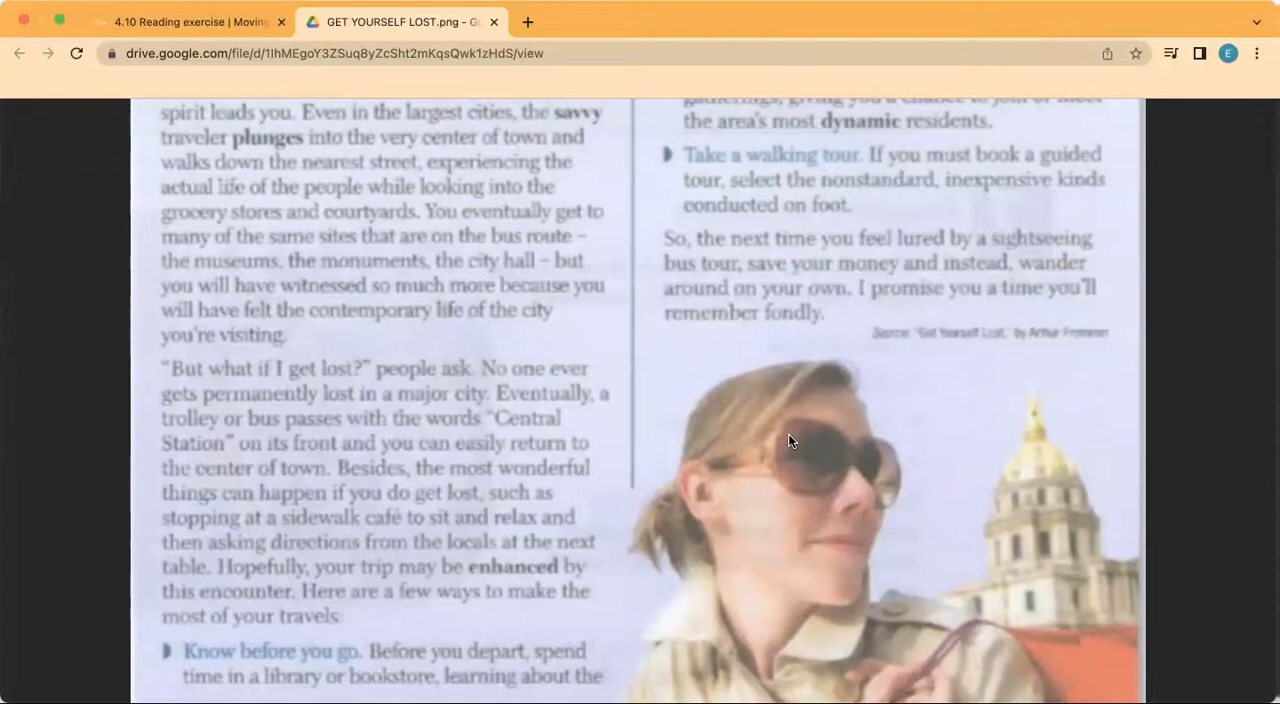 4.10 Reading exercise | Movin
GET YOURSELF LOST.png - G
drive.google.com/file/d/1IhMEgoY3ZSuq8yZcSht2mKqsQwk1zHdS/view
E
spirit leads you. Even in the largest cities, the savvy
traveler plunges into the very center of town and
walks down the nearest street, experiencing the
actual life of the people while looking into the
grocery stores and courtyards. You eventually get to
many of the same sites that are on the bus route –
the museums, the monuments, the city hall – but
you will have witnessed so much more because you
will have felt the contemporary life of the city
you're visiting.
"But what if I get lost?" people ask. No one ever
gets permanently lost in a major city. Eventually, a
trolley or bus passes with the words "Central
Station" on its front and you can easily return to
the center of town. Besides, the most wonderful
things can happen if you do get lost, such as
stopping at a sidewalk café to sit and relax and
then asking directions from the locals at the next
table. Hopefully, your trip may be enhanced by
this encounter. Here are a few ways to make the
most of your travels:
Know before you go. Before you depart, spend
time in a library or bookstore, learning about the
gatherings, giving you a chance to join or meet
the area's most dynamic residents.
Take a walking tour. If you must book a guided
tour, select the nonstandard, inexpensive kinds
conducted on foot.
So, the next time you feel lured by a sightseeing
bus tour, save your money and instead, wander
around on your own. I promise you a time you'll
remember fondly.
Source: "Get Yourself Lost," by Arthur Frommer